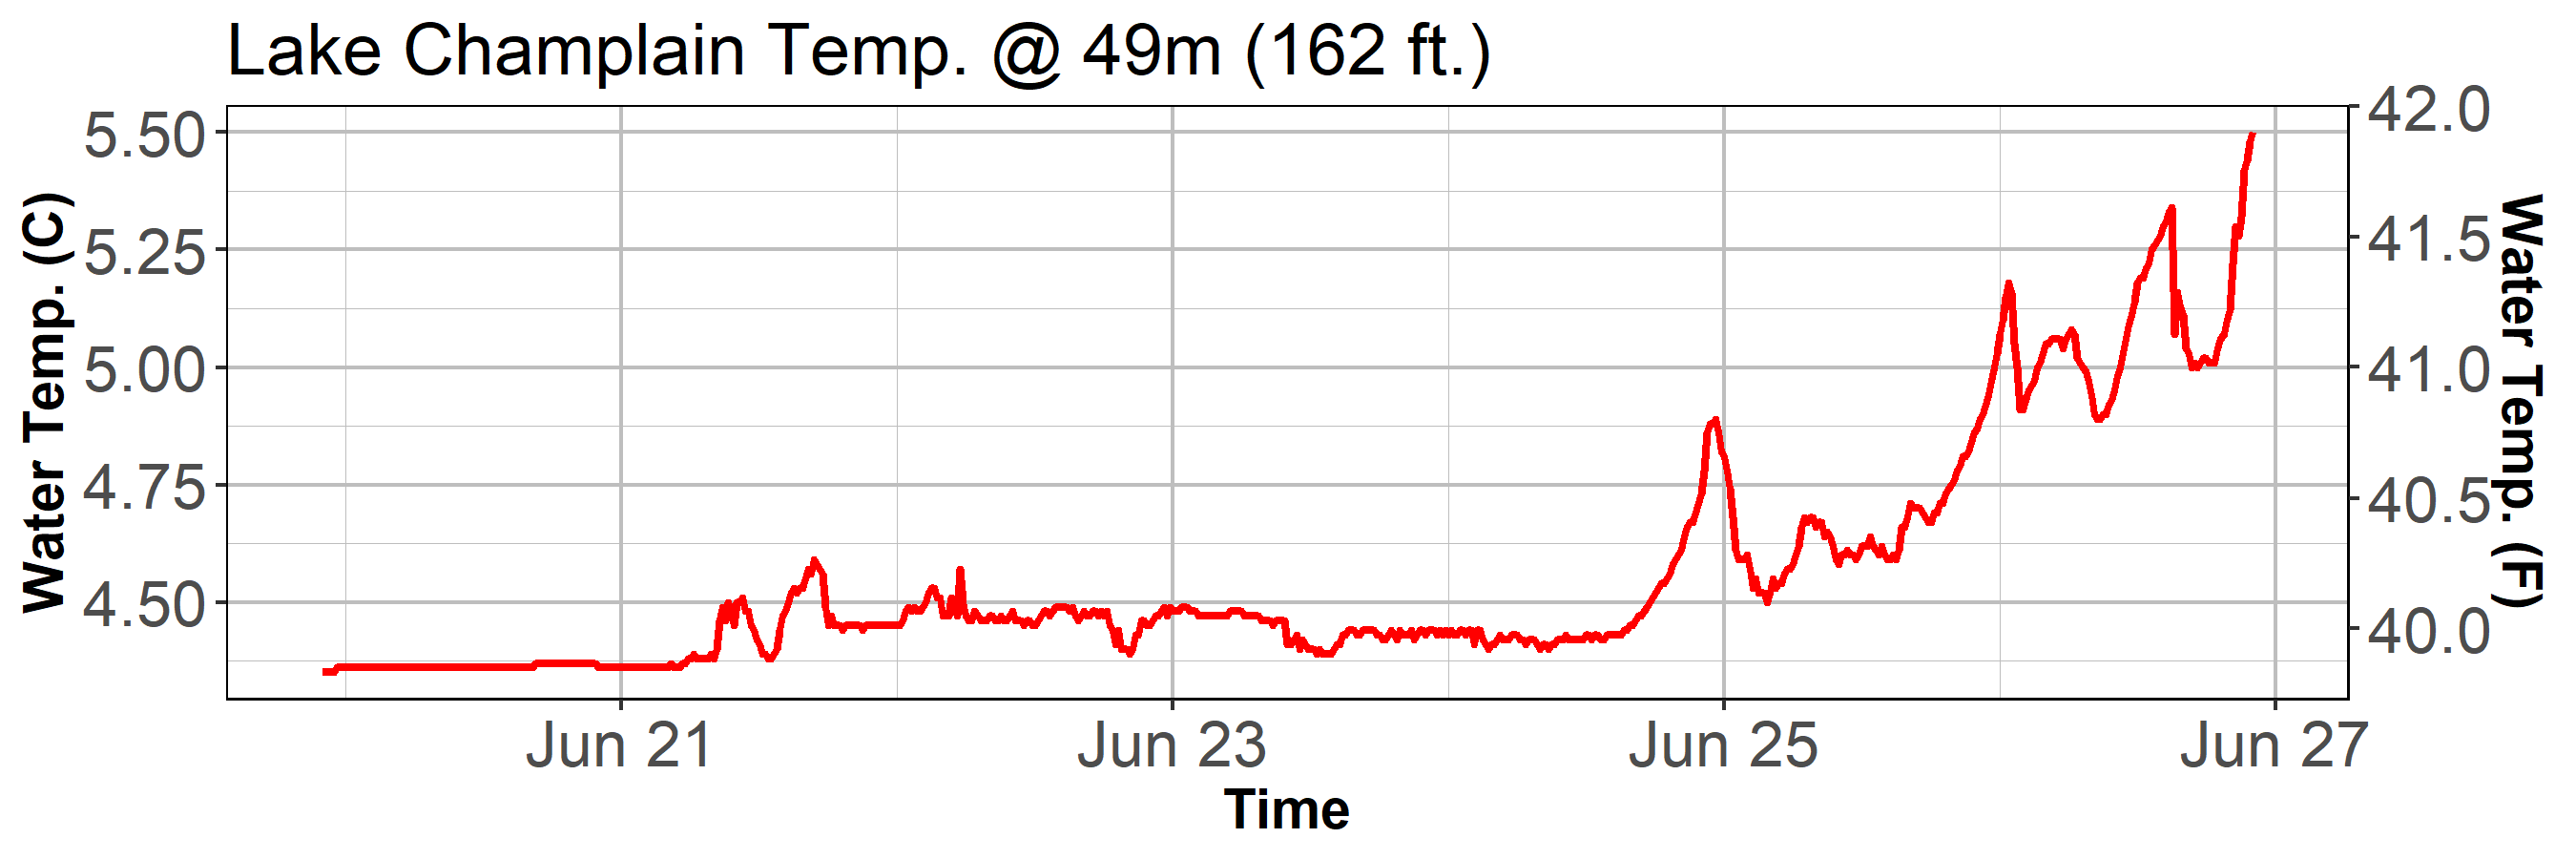 Lake Champlain Temp. @ 49m (162 ft.)
Water Temp. (C)
5.50
5.25
5.00
4.75
4.50
42.0
41.5
41.0
40.5
40.0
Water Temp. (F)
Jun 21 Jun 23 Jun 25 Jun 27
Time